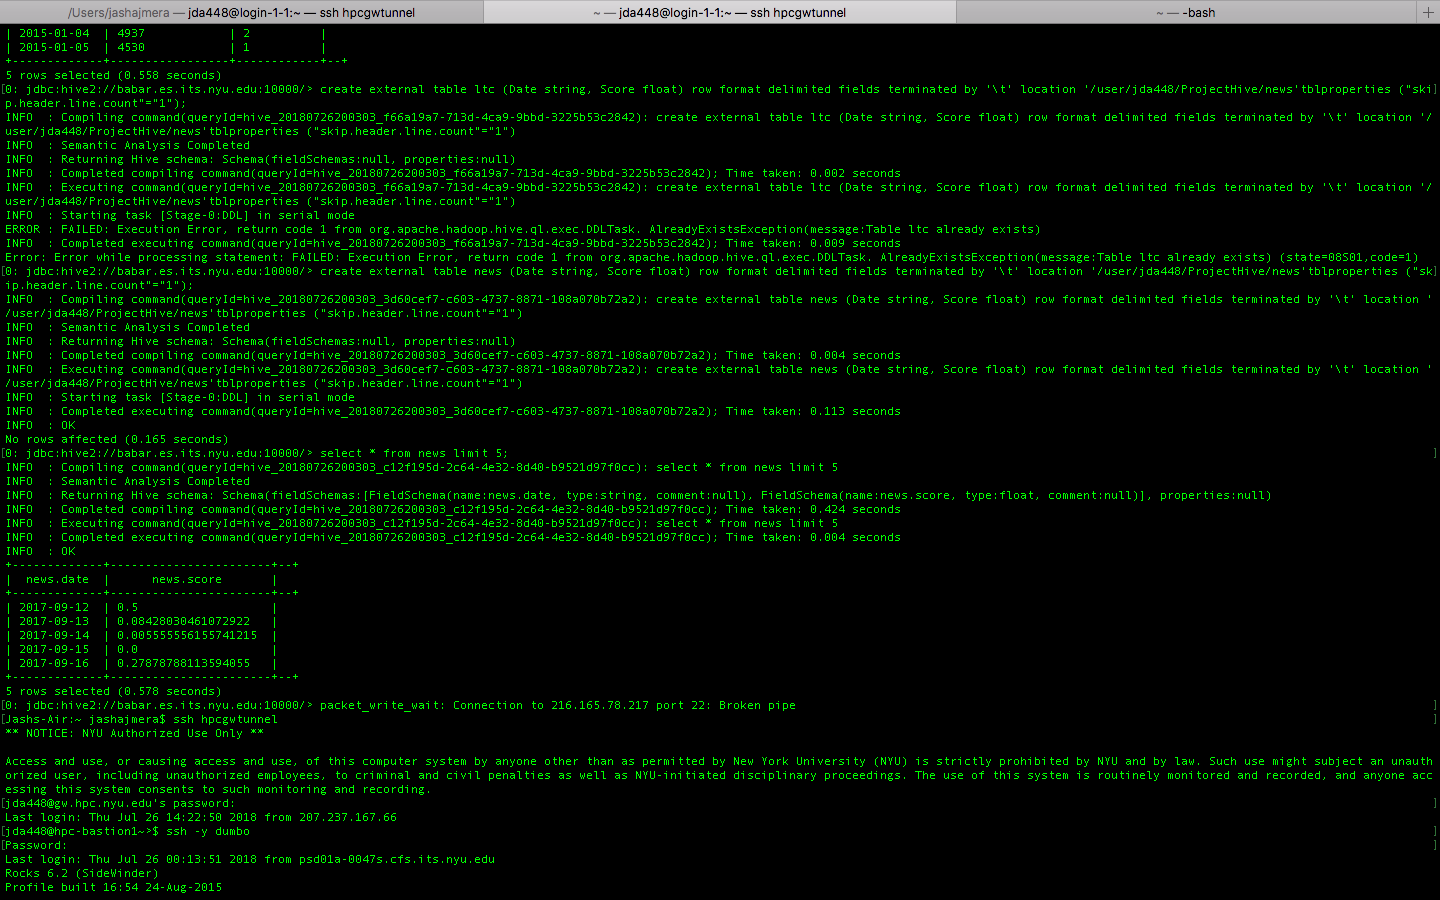 /Users/jashajmera — jda448@login-1-1:~ — ssh hpcgwtunnel
~ — jda448@login-1-1:~ — ssh hpcgwtunnel
~ — -bash
+
| 2015-01-04  | 4937            | 2          |
| 2015-01-05  | 4530            | 1          |
+-------------+-----------------+------------+--+
5 rows selected (0.558 seconds)
[0: jdbc:hive2://babar.es.its.nyu.edu:10000/> create external table ltc (Date string, Score float) row format delimited fields terminated by '\t' location '/user/jda448/ProjectHive/news'tblproperties ("ski]
p.header.line.count"="1");
INFO  : Compiling command(queryId=hive_20180726200303_f66a19a7-713d-4ca9-9bbd-3225b53c2842): create external table ltc (Date string, Score float) row format delimited fields terminated by '\t' location '/
user/jda448/ProjectHive/news'tblproperties ("skip.header.line.count"="1")
INFO  : Semantic Analysis Completed
INFO  : Returning Hive schema: Schema(fieldSchemas:null, properties:null)
INFO  : Completed compiling command(queryId=hive_20180726200303_f66a19a7-713d-4ca9-9bbd-3225b53c2842); Time taken: 0.002 seconds
INFO  : Executing command(queryId=hive_20180726200303_f66a19a7-713d-4ca9-9bbd-3225b53c2842): create external table ltc (Date string, Score float) row format delimited fields terminated by '\t' location '/
user/jda448/ProjectHive/news'tblproperties ("skip.header.line.count"="1")
INFO  : Starting task [Stage-0:DDL] in serial mode
ERROR : FAILED: Execution Error, return code 1 from org.apache.hadoop.hive.ql.exec.DDLTask. AlreadyExistsException(message:Table ltc already exists)
INFO  : Completed executing command(queryId=hive_20180726200303_f66a19a7-713d-4ca9-9bbd-3225b53c2842); Time taken: 0.009 seconds
Error: Error while processing statement: FAILED: Execution Error, return code 1 from org.apache.hadoop.hive.ql.exec.DDLTask. AlreadyExistsException(message:Table ltc already exists) (state=08S01,code=1)
[0: jdbc:hive2://babar.es.its.nyu.edu:10000/> create external table news (Date string, Score float) row format delimited fields terminated by '\t' location '/user/jda448/ProjectHive/news'tblproperties ("sk]
ip.header.line.count"="1");
INFO  : Compiling command(queryId=hive_20180726200303_3d60cef7-c603-4737-8871-108a070b72a2): create external table news (Date string, Score float) row format delimited fields terminated by '\t' location '
/user/jda448/ProjectHive/news'tblproperties ("skip.header.line.count"="1")
INFO  : Semantic Analysis Completed
INFO  : Returning Hive schema: Schema(fieldSchemas:null, properties:null)
INFO  : Completed compiling command(queryId=hive_20180726200303_3d60cef7-c603-4737-8871-108a070b72a2); Time taken: 0.004 seconds
INFO  : Executing command(queryId=hive_20180726200303_3d60cef7-c603-4737-8871-108a070b72a2): create external table news (Date string, Score float) row format delimited fields terminated by '\t' location '
/user/jda448/ProjectHive/news'tblproperties ("skip.header.line.count"="1")
INFO  : Starting task [Stage-0:DDL] in serial mode
INFO  : Completed executing command(queryId=hive_20180726200303_3d60cef7-c603-4737-8871-108a070b72a2); Time taken: 0.113 seconds
INFO  : OK
No rows affected (0.165 seconds)
[0: jdbc:hive2://babar.es.its.nyu.edu:10000/> select * from news limit 5; ]
INFO  : Compiling command(queryId=hive_20180726200303_c12f195d-2c64-4e32-8d40-b9521d97f0cc): select * from news limit 5
INFO  : Semantic Analysis Completed
INFO  : Returning Hive schema: Schema(fieldSchemas:[FieldSchema(name:news.date, type:string, comment:null), FieldSchema(name:news.score, type:float, comment:null)], properties:null)
INFO  : Completed compiling command(queryId=hive_20180726200303_c12f195d-2c64-4e32-8d40-b9521d97f0cc); Time taken: 0.424 seconds
INFO  : Executing command(queryId=hive_20180726200303_c12f195d-2c64-4e32-8d40-b9521d97f0cc): select * from news limit 5
INFO  : Completed executing command(queryId=hive_20180726200303_c12f195d-2c64-4e32-8d40-b9521d97f0cc); Time taken: 0.004 seconds
INFO  : OK
+-------------+-----------------------+--+
|  news.date  |      news.score       |
+-------------+-----------------------+--+
| 2017-09-12  | 0.5                   |
| 2017-09-13  | 0.08428030461072922   |
| 2017-09-14  | 0.005555556155741215  |
| 2017-09-15  | 0.0                   |
| 2017-09-16  | 0.27878788113594055   |
+-------------+-----------------------+--+
5 rows selected (0.578 seconds)
[0: jdbc:hive2://babar.es.its.nyu.edu:10000/> packet_write_wait: Connection to 216.165.78.217 port 22: Broken pipe ]
[Jashs-Air:~ jashajmera$ ssh hpcgwtunnel ]
** NOTICE: NYU Authorized Use Only **
Access and use, or causing access and use, of this computer system by anyone other than as permitted by New York University (NYU) is strictly prohibited by NYU and by law. Such use might subject an unauth
orized user, including unauthorized employees, to criminal and civil penalties as well as NYU-initiated disciplinary proceedings. The use of this system is routinely monitored and recorded, and anyone acc
essing this system consents to such monitoring and recording.
[jda448@gw.hpc.nyu.edu's password: ]
Last login: Thu Jul 26 14:22:50 2018 from 207.237.167.66
[jda448@hpc-bastion1~>$ ssh -y dumbo ]
[Password: ]
Last login: Thu Jul 26 00:13:51 2018 from psd01a-0047s.cfs.its.nyu.edu
Rocks 6.2 (SideWinder)
Profile built 16:54 24-Aug-2015